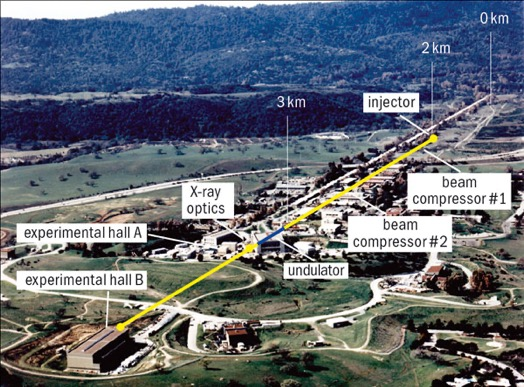 0 km
2 km
3 km
injector
beam
compressor #1
X-ray
optics
experimental hall A
beam
compressor #2
undulator
experimental hall B